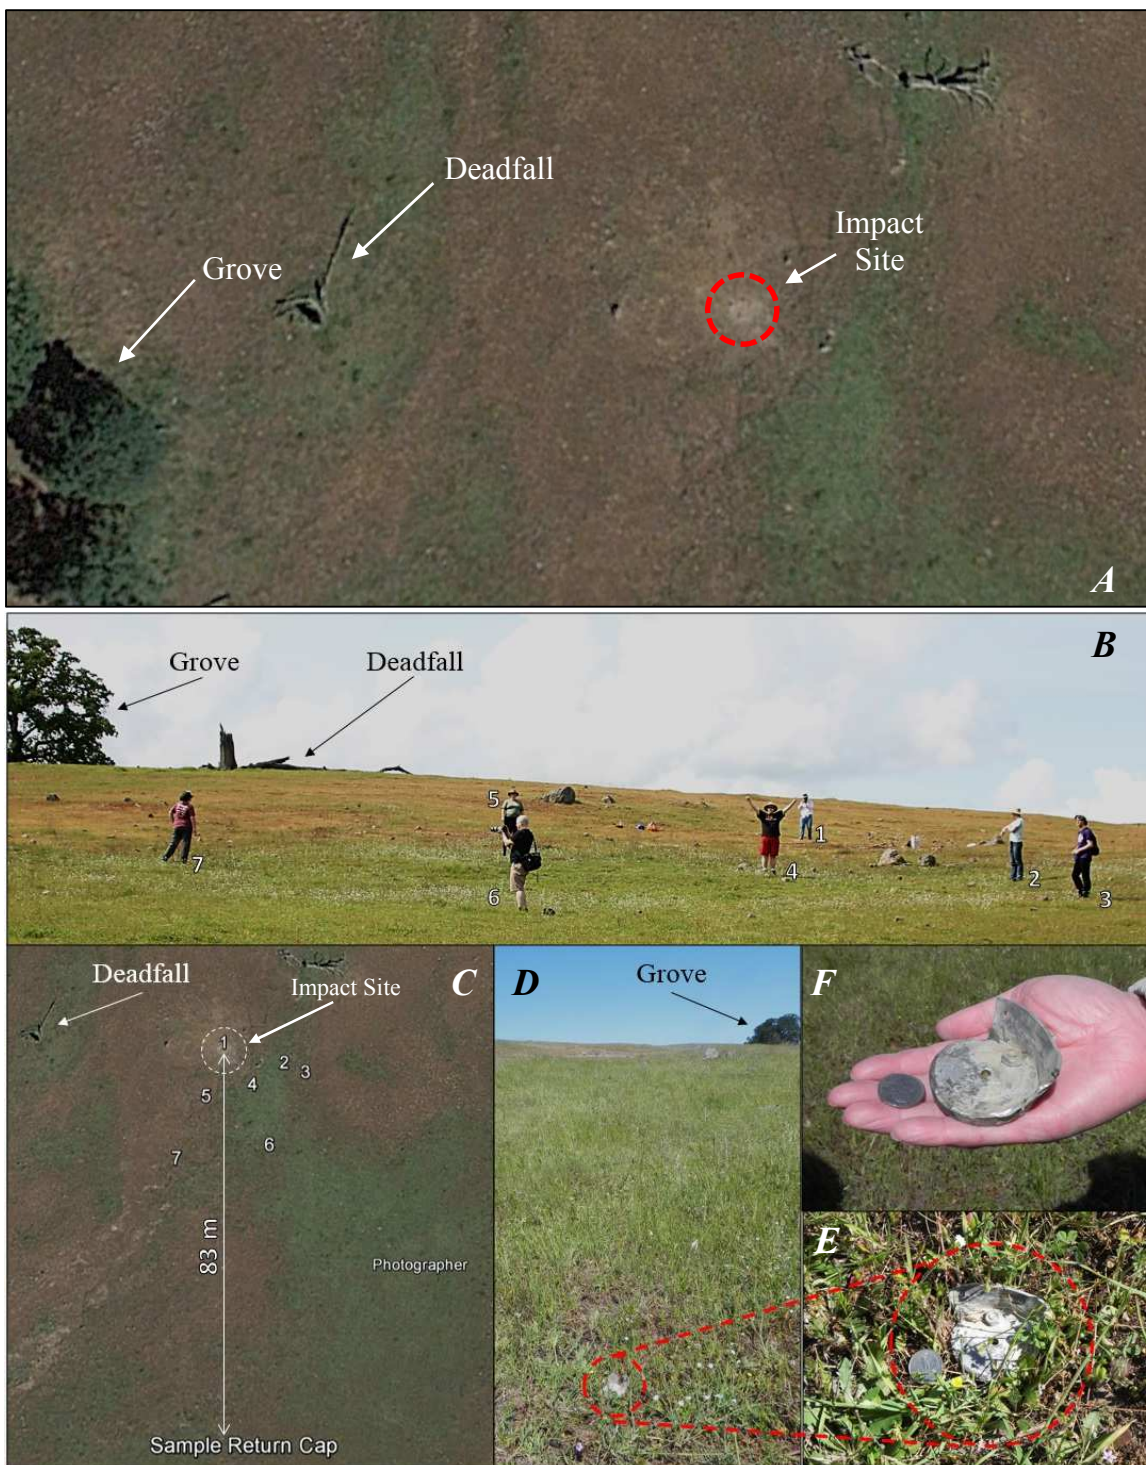 Deadfall
Grove
Impact
Site
A
B
Grove
Deadfall
5
1
7
4
6
2
3
Deadfall
C
Impact Site
1
2
3
4
5
6
7
83 m
Photographer
Sample Return Cap
D
Grove
F
E